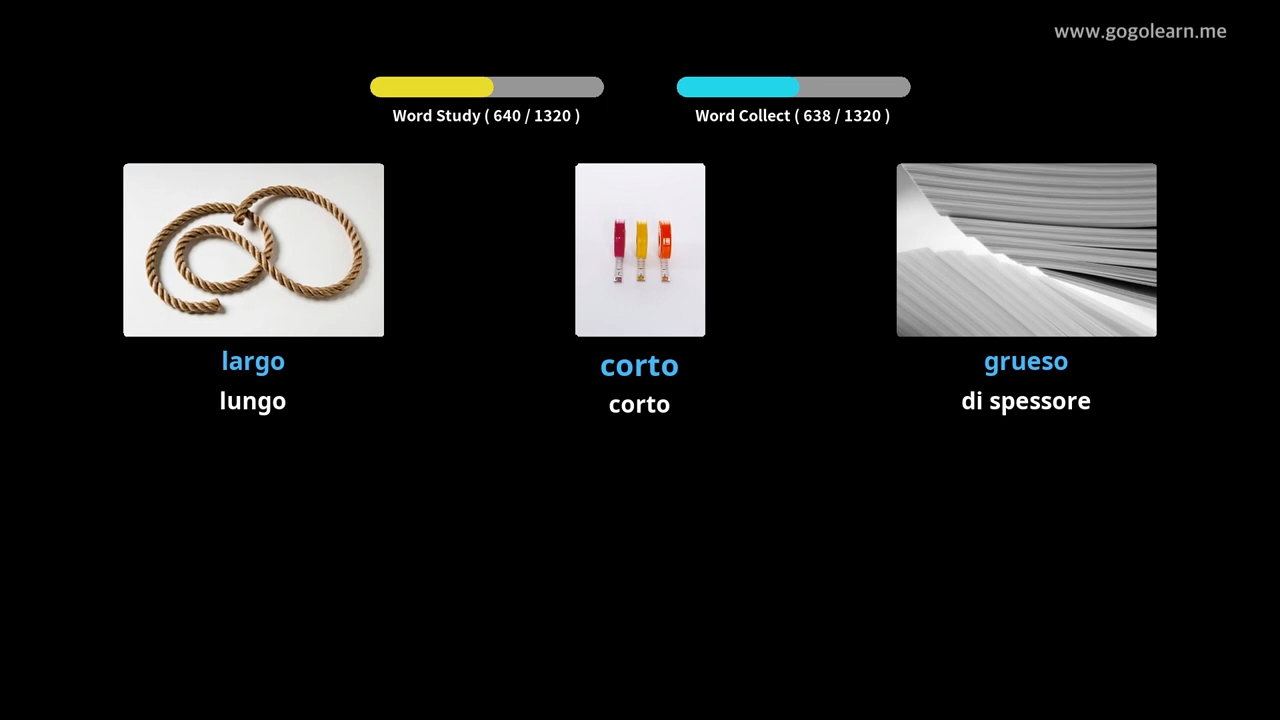 www.gogolearn.me
Word Study ( 640 / 1320 )
Word Collect ( 638 / 1320 )
largo
lungo
corto
corto
grueso
di spessore